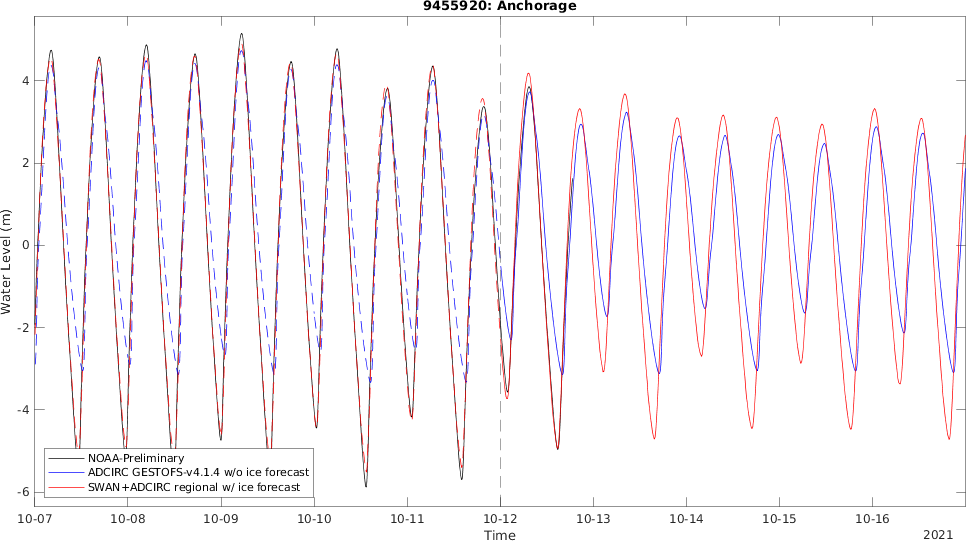 9455920: Anchorage
Water Level (m)
4
2
0
-2
-4
-6
NOAA-Preliminary
ADCIRC GESTOFS-v4.1.4 w/o ice forecast
SWAN+ADCIRC regional w/ ice forecast
10-07 10-08 10-09 10-10 10-11 10-12 10-13 10-14 10-15 10-16
Time
2021